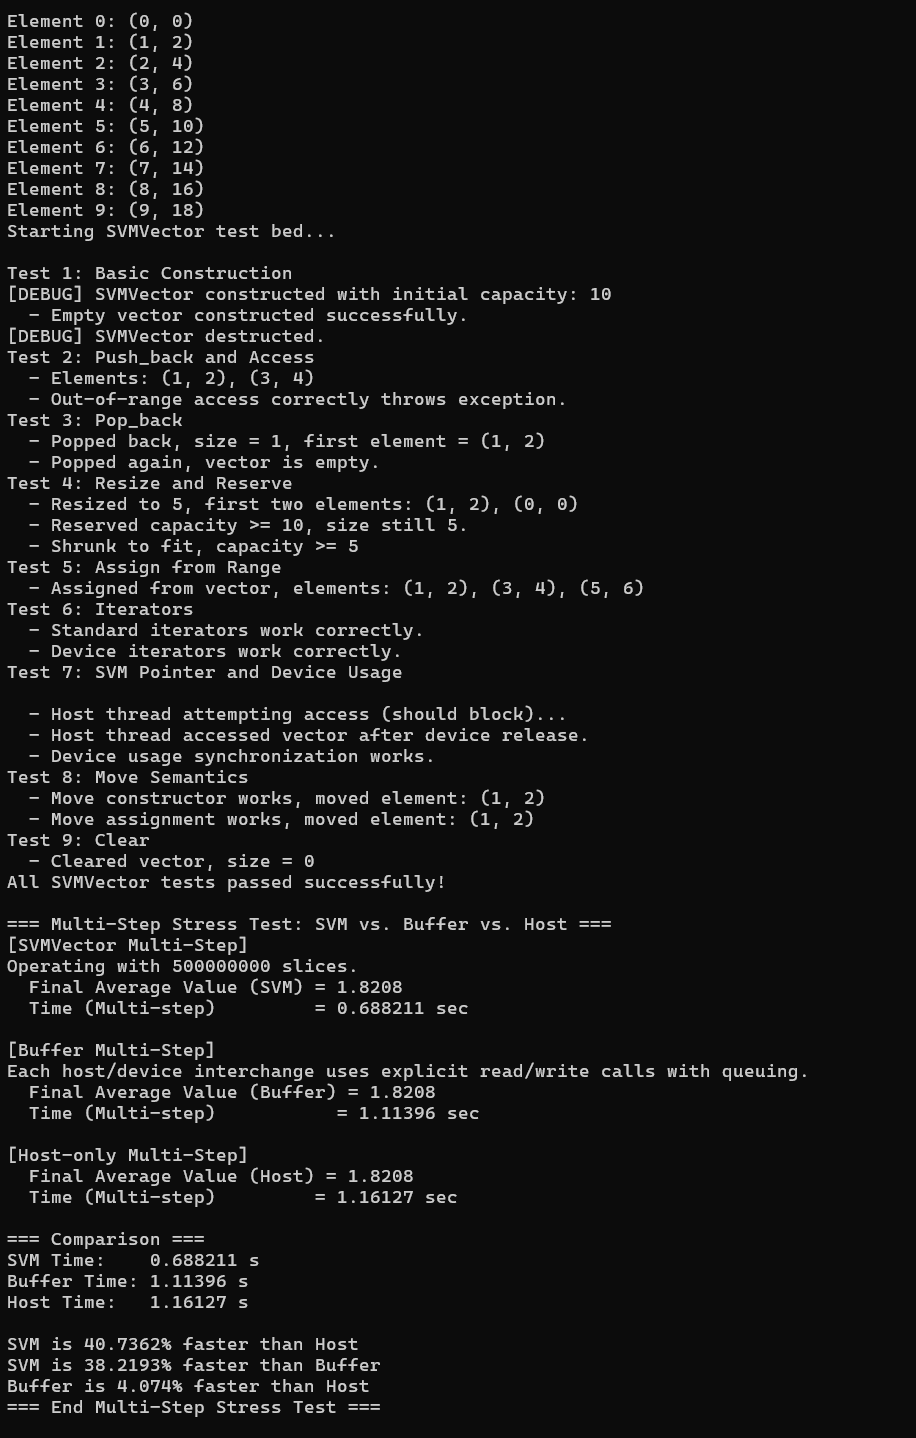 Element 0: (0, 0)
Element 1: (1, 2)
Element 2: (2, 4)
Element 3: (3, 6)
Element 4: (4, 8)
Element 5: (5, 10)
Element 6: (6, 12)
Element 7: (7, 14)
Element 8: (8, 16)
Element 9: (9, 18)
Starting SVMVector test bed...

Test 1: Basic Construction
[DEBUG] SVMVector constructed with initial capacity: 10
  - Empty vector constructed successfully.
[DEBUG] SVMVector destructed.
Test 2: Push_back and Access
  - Elements: (1, 2), (3, 4)
  - Out-of-range access correctly throws exception.
Test 3: Pop_back
  - Popped back, size = 1, first element = (1, 2)
  - Popped again, vector is empty.
Test 4: Resize and Reserve
  - Resized to 5, first two elements: (1, 2), (0, 0)
  - Reserved capacity >= 10, size still 5.
  - Shrunk to fit, capacity >= 5
Test 5: Assign from Range
  - Assigned from vector, elements: (1, 2), (3, 4), (5, 6)
Test 6: Iterators
  - Standard iterators work correctly.
  - Device iterators work correctly.
Test 7: SVM Pointer and Device Usage

  - Host thread attempting access (should block)...
  - Host thread accessed vector after device release.
  - Device usage synchronization works.
Test 8: Move Semantics
  - Move constructor works, moved element: (1, 2)
  - Move assignment works, moved element: (1, 2)
Test 9: Clear
  - Cleared vector, size = 0
All SVMVector tests passed successfully!

=== Multi-Step Stress Test: SVM vs. Buffer vs. Host ===
[SVMVector Multi-Step]
Operating with 500000000 slices.
  Final Average Value (SVM) = 1.8208
  Time (Multi-step)         = 0.688211 sec

[Buffer Multi-Step]
Each host/device interchange uses explicit read/write calls with queuing.
  Final Average Value (Buffer) = 1.8208
  Time (Multi-step)           = 1.11396 sec

[Host-only Multi-Step]
  Final Average Value (Host) = 1.8208
  Time (Multi-step)         = 1.16127 sec

=== Comparison ===
SVM Time:    0.688211 s
Buffer Time: 1.11396 s
Host Time:   1.16127 s

SVM is 40.7362% faster than Host
SVM is 38.2193% faster than Buffer
Buffer is 4.074% faster than Host
=== End Multi-Step Stress Test ===